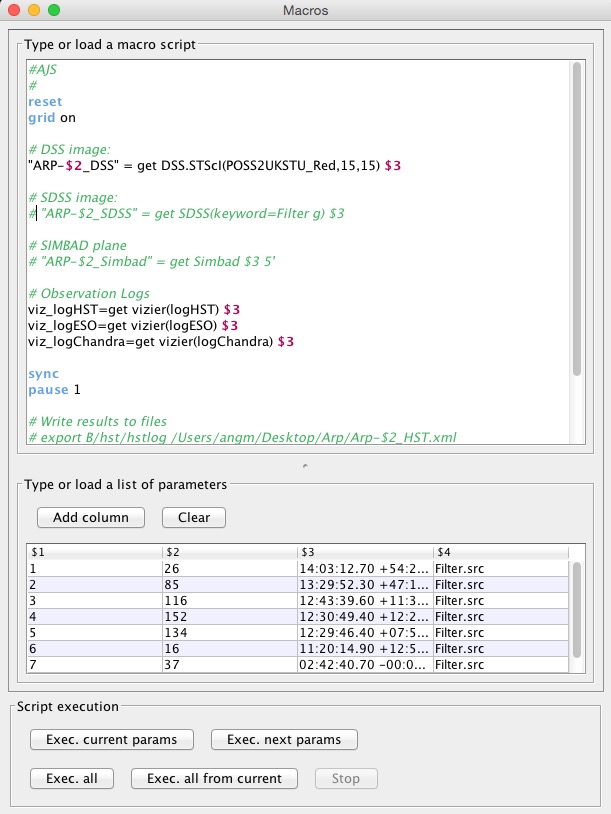 Macros
Type or load a macro script
#AJS
#
reset
grid on
# DSS image:
"ARP-$2_DSS" = get DSS.STScI(POSS2UKSTU_Red,15,15) $3
# SDSS image:
# "ARP-$2_SDSS" = get SDSS(keyword=Filter g) $3
# SIMBAD plane
# "ARP-$2_Simbad" = get Simbad $3 5'
# Observation Logs
viz_logHST=get vizier(logHST) $3
viz_logESO=get vizier(logESO) $3
viz_logChandra=get vizier(logChandra) $3
sync
pause 1
# Write results to files
# export B/hst/hstlog /Users/angm/Desktop/Arp/Arp-$2_HST.xml
Type or load a list of parameters
Add column Clear
$1 $2 $3 $4
1 26 14:03:12.70 +54:2... Filter.src
2 85 13:29:52.30 +47:1... Filter.src
3 116 12:43:39.60 +11:3... Filter.src
4 152 12:30:49.40 +12:2... Filter.src
5 134 12:29:46.40 +07:5... Filter.src
6 16 11:20:14.90 +12:5... Filter.src
7 37 02:42:40.70 -00:0... Filter.src
Script execution
Exec. current params Exec. next params
Exec. all Exec. all from current Stop